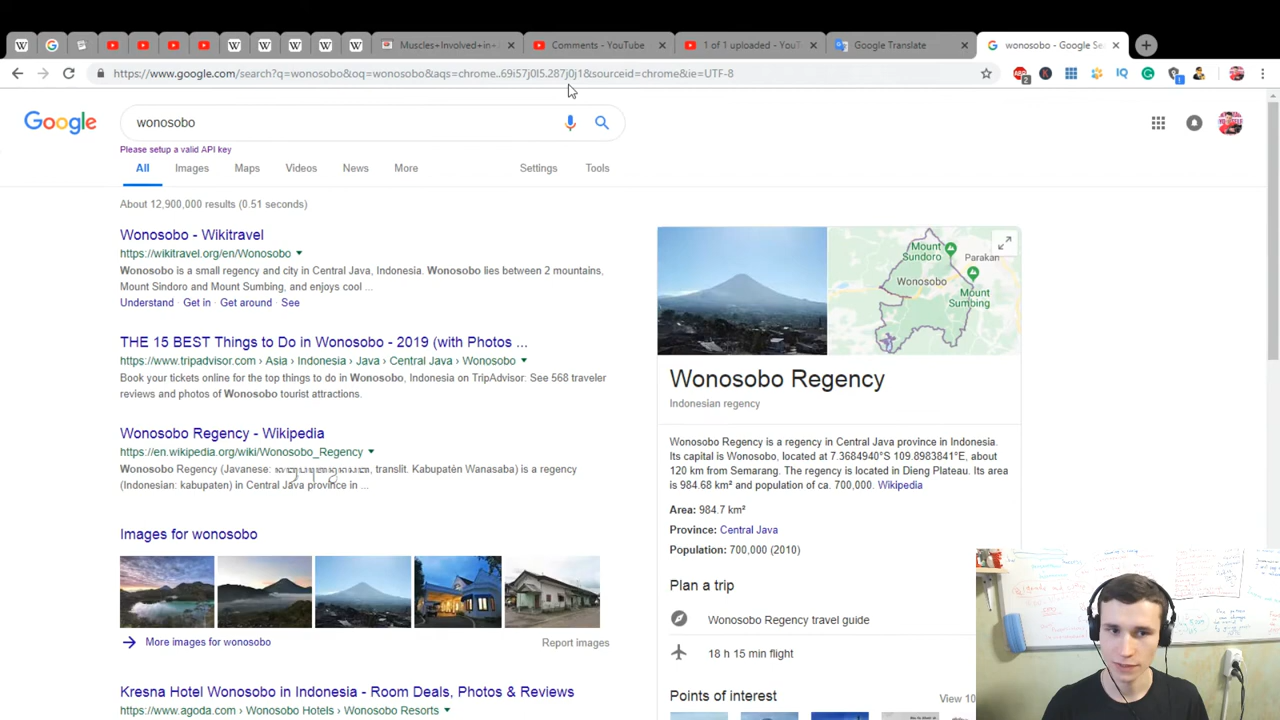 Muscles+Involved+in+
Comments - YouTube
1 of 1 uploaded - YouT
Google Translate
wonosobo - Google Se
https://www.google.com/search?q=wonosobo&oq=wonosobo&aqs=chrome..69i57j0l5.287j0j1&sourceid=chrome&ie=UTF-8
Google
wonosobo
Please setup a valid API key
All Images Maps Videos News More Settings Tools
About 12,900,000 results (0.51 seconds)
Wonosobo - Wikitravel
https://wikitravel.org/en/Wonosobo
Wonosobo is a small regency and city in Central Java, Indonesia. Wonosobo lies between 2 mountains,
Mount Sindoro and Mount Sumbing, and enjoys cool ...
Understand · Get in · Get around · See
THE 15 BEST Things to Do in Wonosobo - 2019 (with Photos ...
https://www.tripadvisor.com › Asia › Indonesia › Java › Central Java › Wonosobo
Book your tickets online for the top things to do in Wonosobo, Indonesia on TripAdvisor: See 568 traveler
reviews and photos of Wonosobo tourist attractions.
Wonosobo Regency - Wikipedia
https://en.wikipedia.org/wiki/Wonosobo_Regency
Wonosobo Regency (Javanese: , translit. Kabupatèn Wanasaba) is a regency
(Indonesian: kabupaten) in Central Java province in ...
Images for wonosobo
More images for wonosobo
Report images
Kresna Hotel Wonosobo in Indonesia - Room Deals, Photos & Reviews
https://www.agoda.com › Wonosobo Hotels › Wonosobo Resorts
Mount Sundoro
Parakan
Wonosobo
Mount Sumbing
Wonosobo Regency
Indonesian regency
Wonosobo Regency is a regency in Central Java province in Indonesia.
Its capital is Wonosobo, located at 7.3684940°S 109.8983841°E, about
120 km from Semarang. The regency is located in Dieng Plateau. Its area
is 984.68 km² and population of ca. 700,000. Wikipedia
Area: 984.7 km²
Province: Central Java
Population: 700,000 (2010)
Plan a trip
Wonosobo Regency travel guide
18 h 15 min flight
Points of interest
View 10